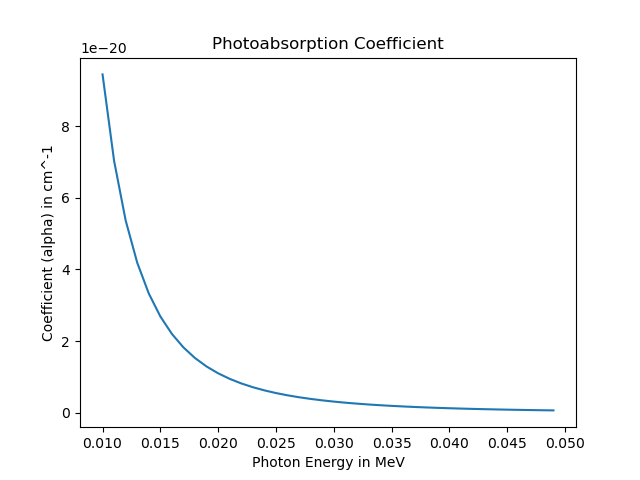 Photoabsorption Coefficient
1e−20
8
6
4
2
0
Coefficient (alpha) in cm^-1
0.010 0.015 0.020 0.025 0.030 0.035 0.040 0.045 0.050
Photon Energy in MeV